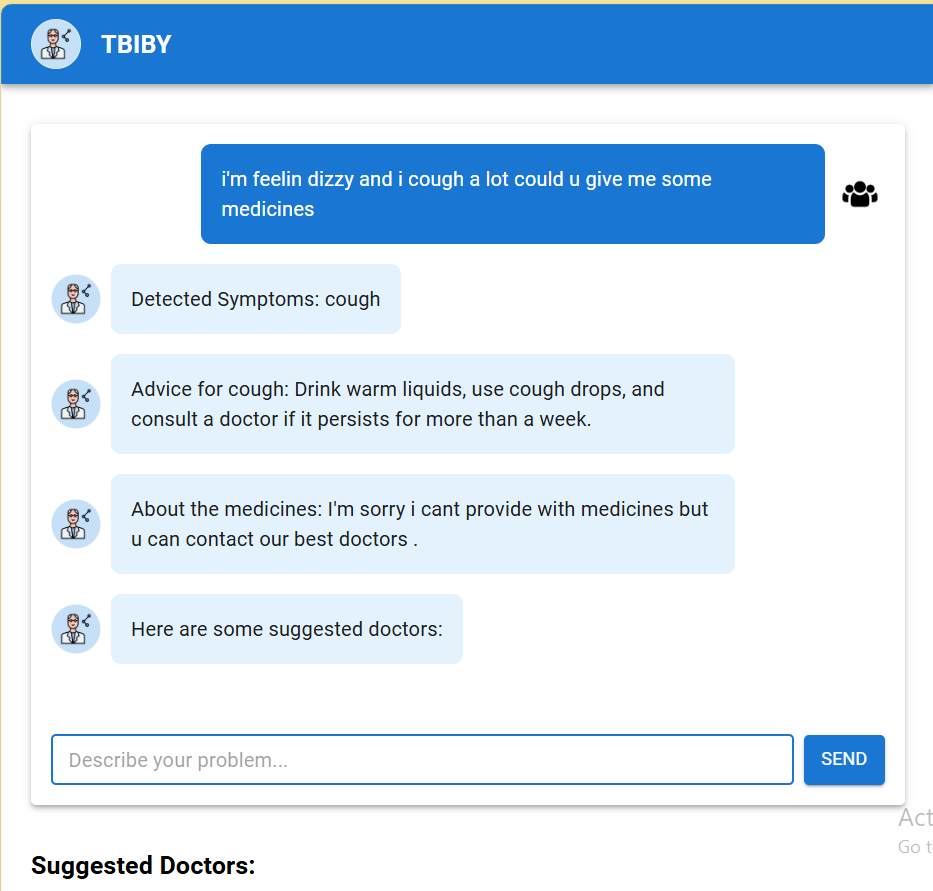 TBIBY
i'm feelin dizzy and i cough a lot could u give me some
medicines
Detected Symptoms: cough
Advice for cough: Drink warm liquids, use cough drops, and
consult a doctor if it persists for more than a week.
About the medicines: I'm sorry i cant provide with medicines but
u can contact our best doctors .
Here are some suggested doctors:
Describe your problem...
SEND
Act
Go t
Suggested Doctors: